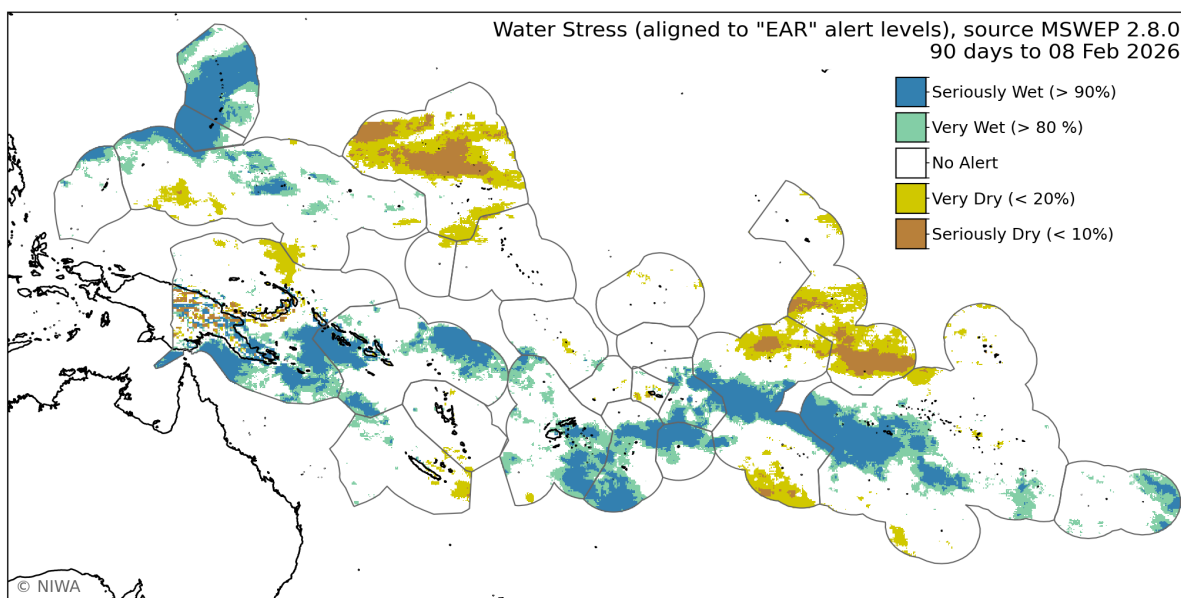 Water Stress (aligned to "EAR" alert levels), source MSWEP 2.8.0
90 days to 08 Feb 2026
Seriously Wet (> 90%)
Very Wet (> 80 %)
No Alert
Very Dry (< 20%)
Seriously Dry (< 10%)
© NIWA